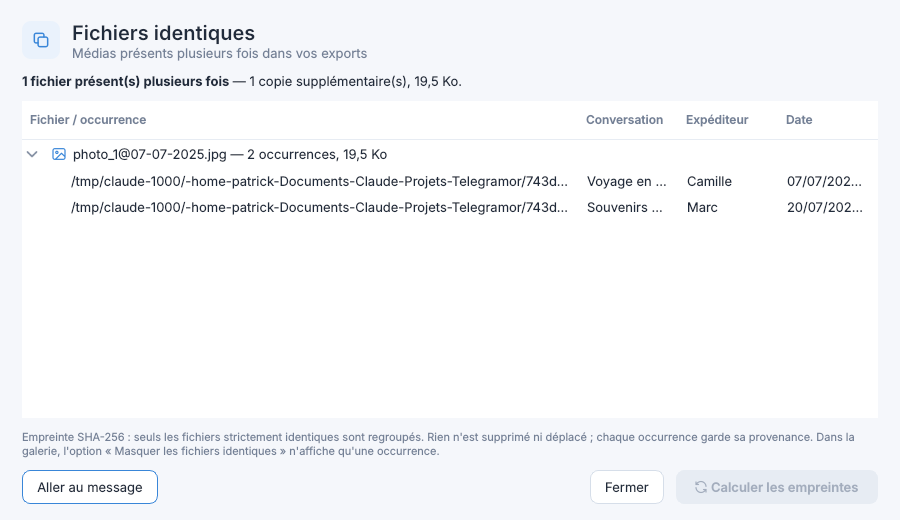 Fichiers identiques
Médias présents plusieurs fois dans vos exports
1 fichier présent(s) plusieurs fois — 1 copie supplémentaire(s), 19,5 Ko.
Fichier / occurrence Conversation Expéditeur Date
photo_1@07-07-2025.jpg — 2 occurrences, 19,5 Ko
/tmp/claude-1000/-home-patrick-Documents-Claude-Projets-Telegramor/743d... Voyage en ... Camille 07/07/202...
/tmp/claude-1000/-home-patrick-Documents-Claude-Projets-Telegramor/743d... Souvenirs ... Marc 20/07/202...
Empreinte SHA-256 : seuls les fichiers strictement identiques sont regroupés. Rien n'est supprimé ni déplacé ; chaque occurrence garde sa provenance. Dans la
galerie, l'option « Masquer les fichiers identiques » n'affiche qu'une occurrence.
Aller au message Fermer Calculer les empreintes